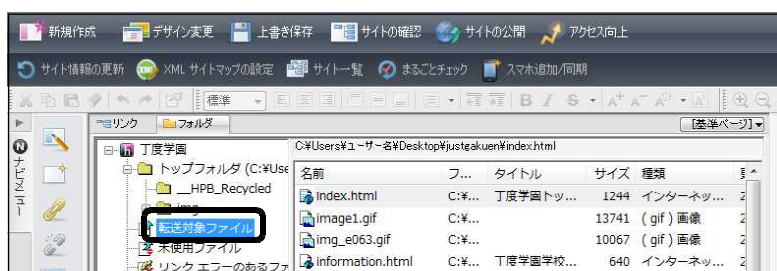 新規作成 デザイン変更 上書き保存 サイトの確認 サイトの公開 アクセス向上
サイト情報の更新 XML サイトマップの設定 サイト一覧 まるごとチェック スマホ追加/同期
標準 B I S A+ A- A
リンク フォルダ [基準ページ]
ナビメニュー
丁度学園
トップフォルダ (C:¥Use
__HPB_Recycled
img
転送対象ファイル
未使用ファイル
リンク エラーのあるファ
C:¥Users¥ユーザー名¥Desktop¥justgakuen¥index.html
名前 フ... タイトル サイズ 種類 更
index.html C:¥... 丁度学園トッ... 1244 インターネッ... 2
image1.gif C:¥... 13741 ( gif ) 画像 2
img_e063.gif C:¥... 10067 ( gif ) 画像 2
information.html C:¥... 丁度学園学校... 640 インターネッ... 2